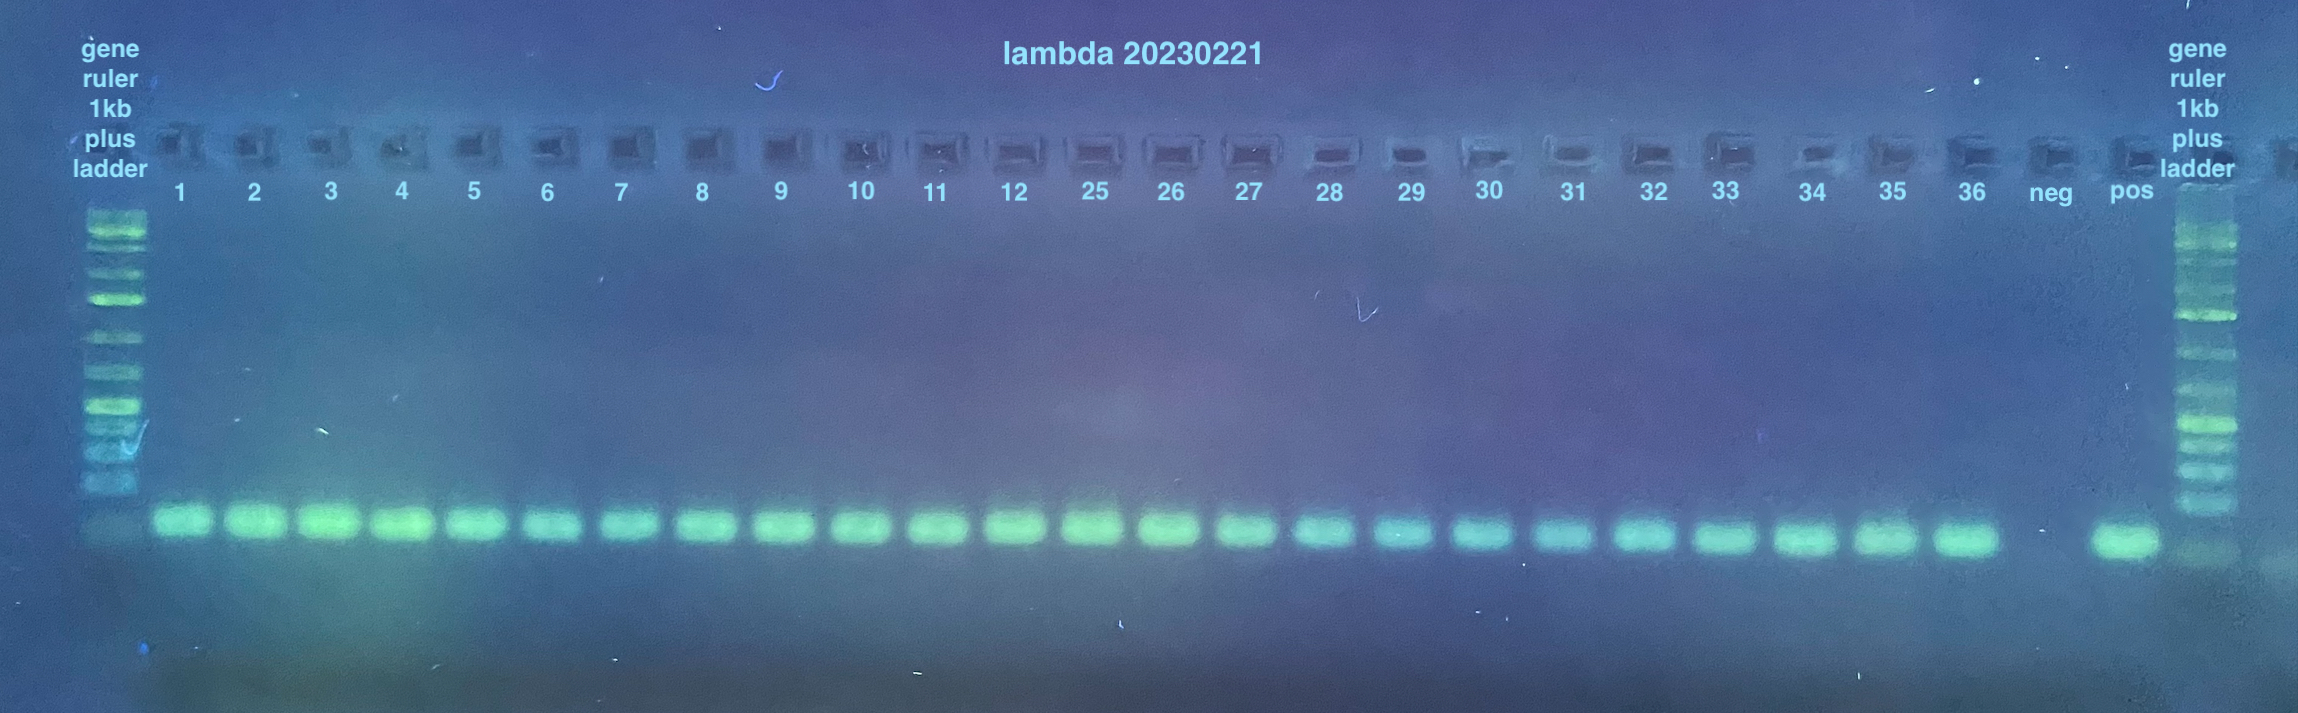 lambda 20230221
gene
ruler
1kb
plus
ladder
1 2 3 4 5 6 7 8 9 10 11 12 25 26 27 28 29 30 31 32 33 34 35 36 neg pos
gene
ruler
1kb
plus
ladder